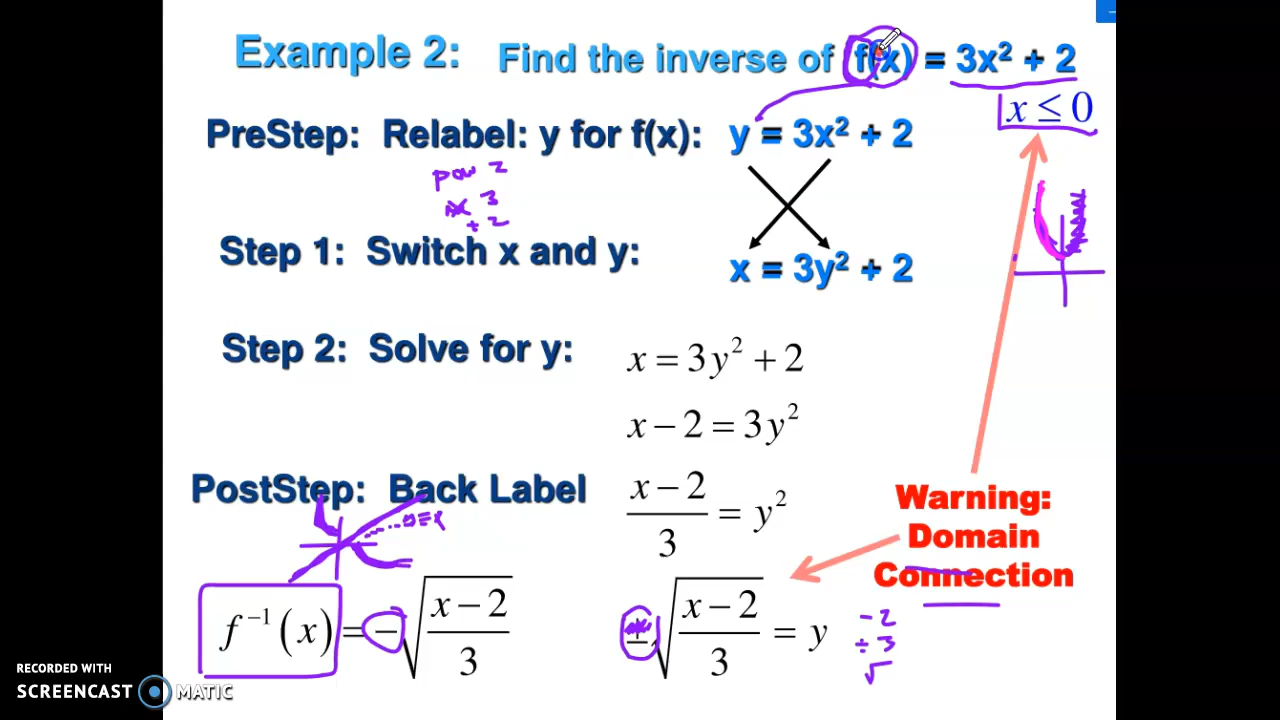 Example 2: Find the inverse of f(x) = 3x² + 2
x ≤ 0
PreStep: Relabel: y for f(x): y = 3x² + 2
pow 2
× 3
+ 2
Step 1: Switch x and y: x = 3y² + 2
Step 2: Solve for y: x = 3y² + 2
x − 2 = 3y²
PostStep: Back Label
(x − 2)/3 = y²
Warning:
Domain
Connection
f⁻¹(x) = −√((x − 2)/3)
±√((x − 2)/3) = y
− 2
÷ 3
√
RECORDED WITH
SCREENCAST MATIC